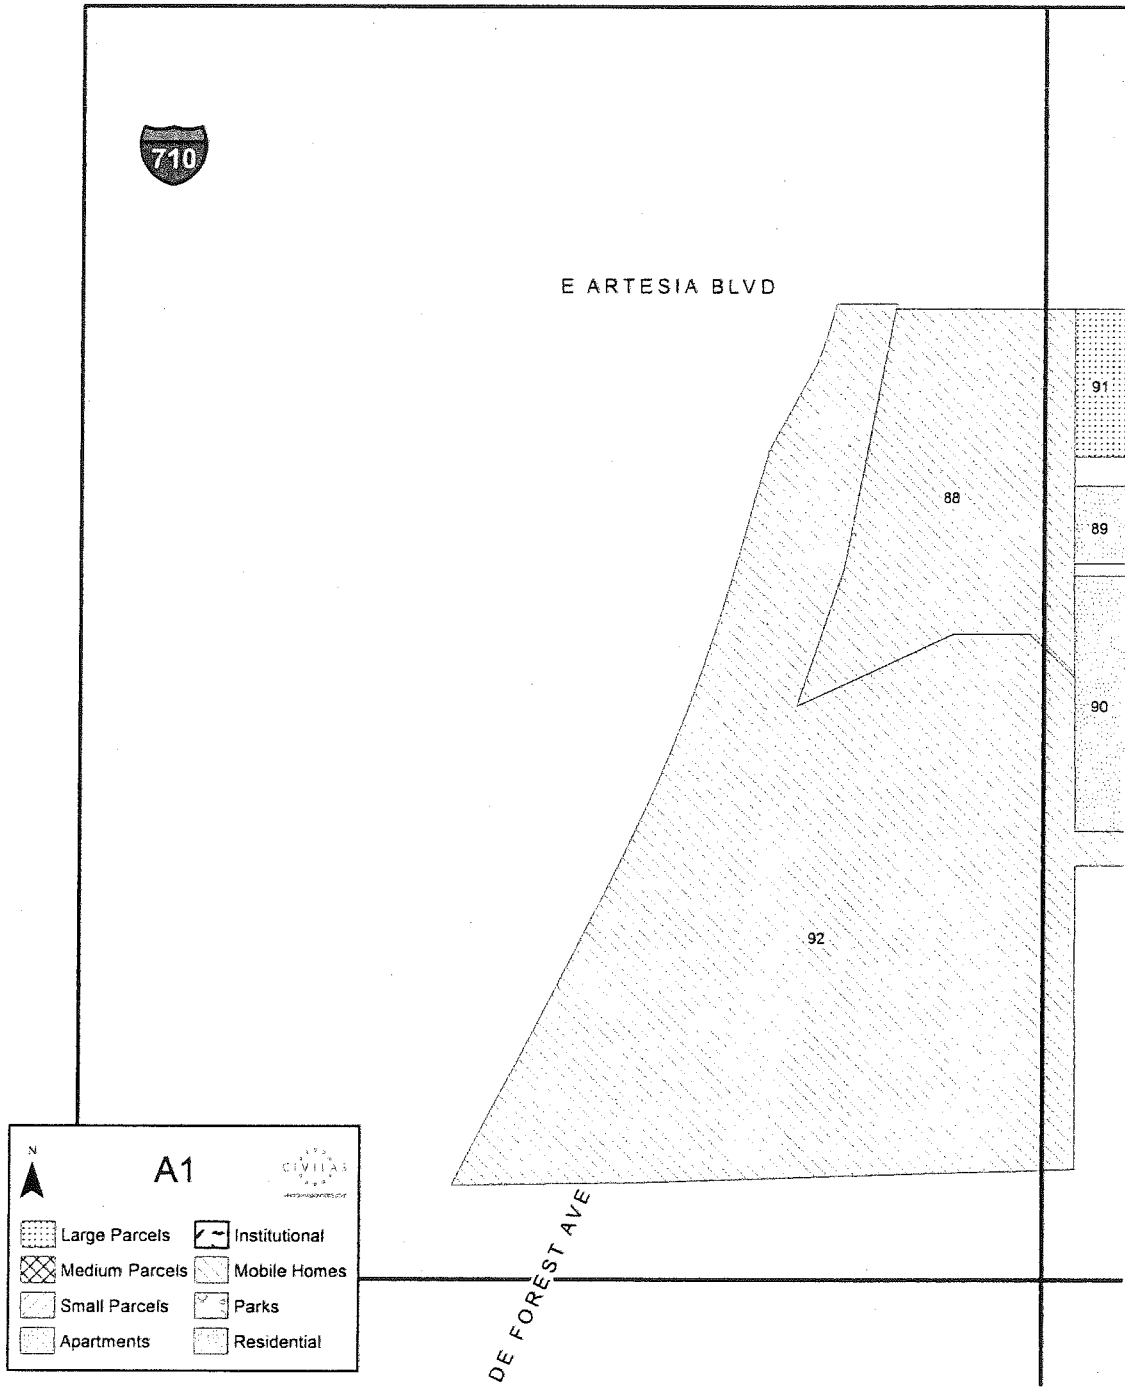 710
E ARTESIA BLVD
91
88
89
90
92
N
A1
CIVITAS
Large Parcels
Institutional
Medium Parcels
Mobile Homes
Small Parcels
Parks
Apartments
Residential
DE FOREST AVE